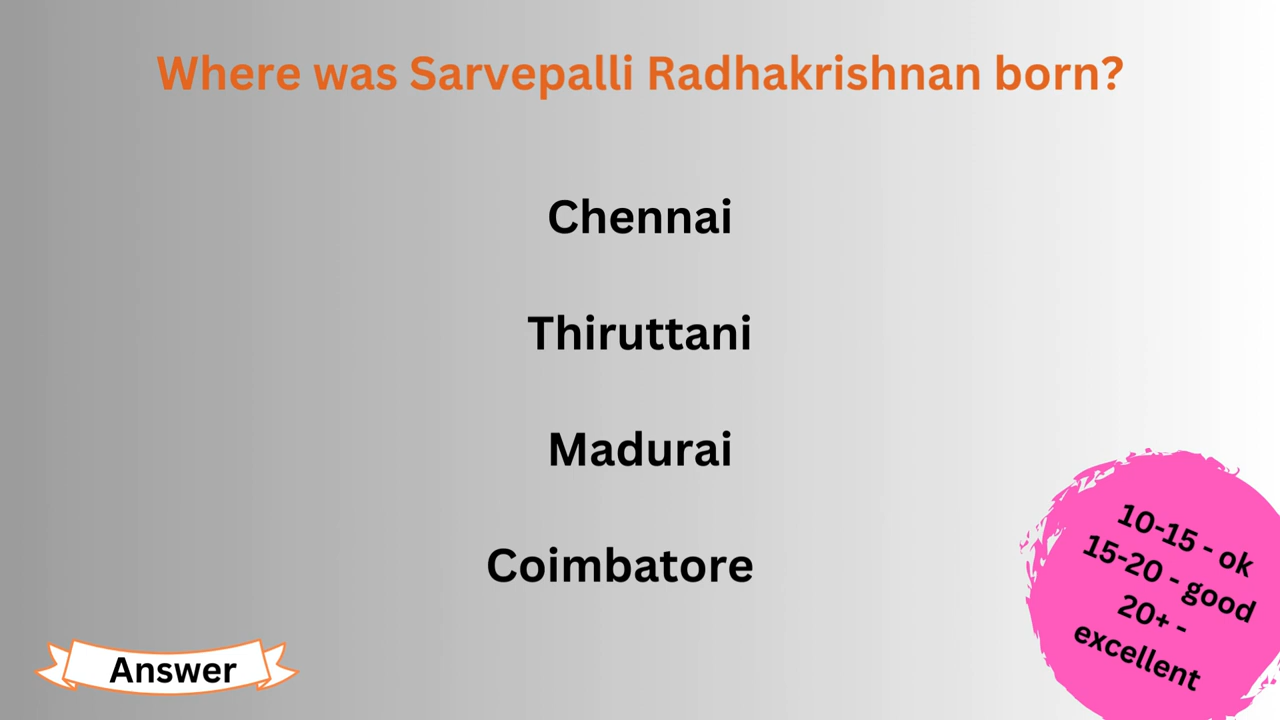 Where was Sarvepalli Radhakrishnan born?
Chennai
Thiruttani
Madurai
Coimbatore
Answer
10-15 - ok
15-20 - good
20+ -
excellent